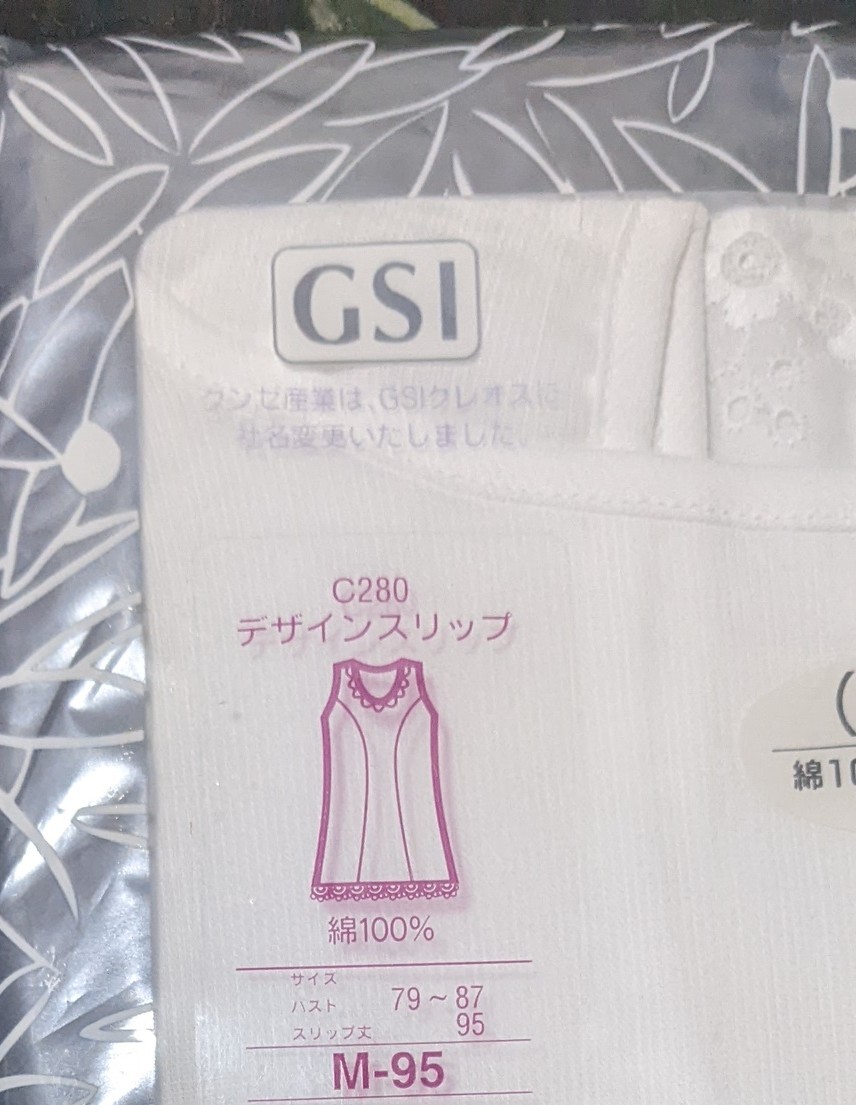 GSI
グンゼ産業は、GSIクレオスに
社名変更いたしました。
C280
デザインスリップ
綿100%
サイズ
バスト 79~87
スリップ丈 95
M-95
(
綿10